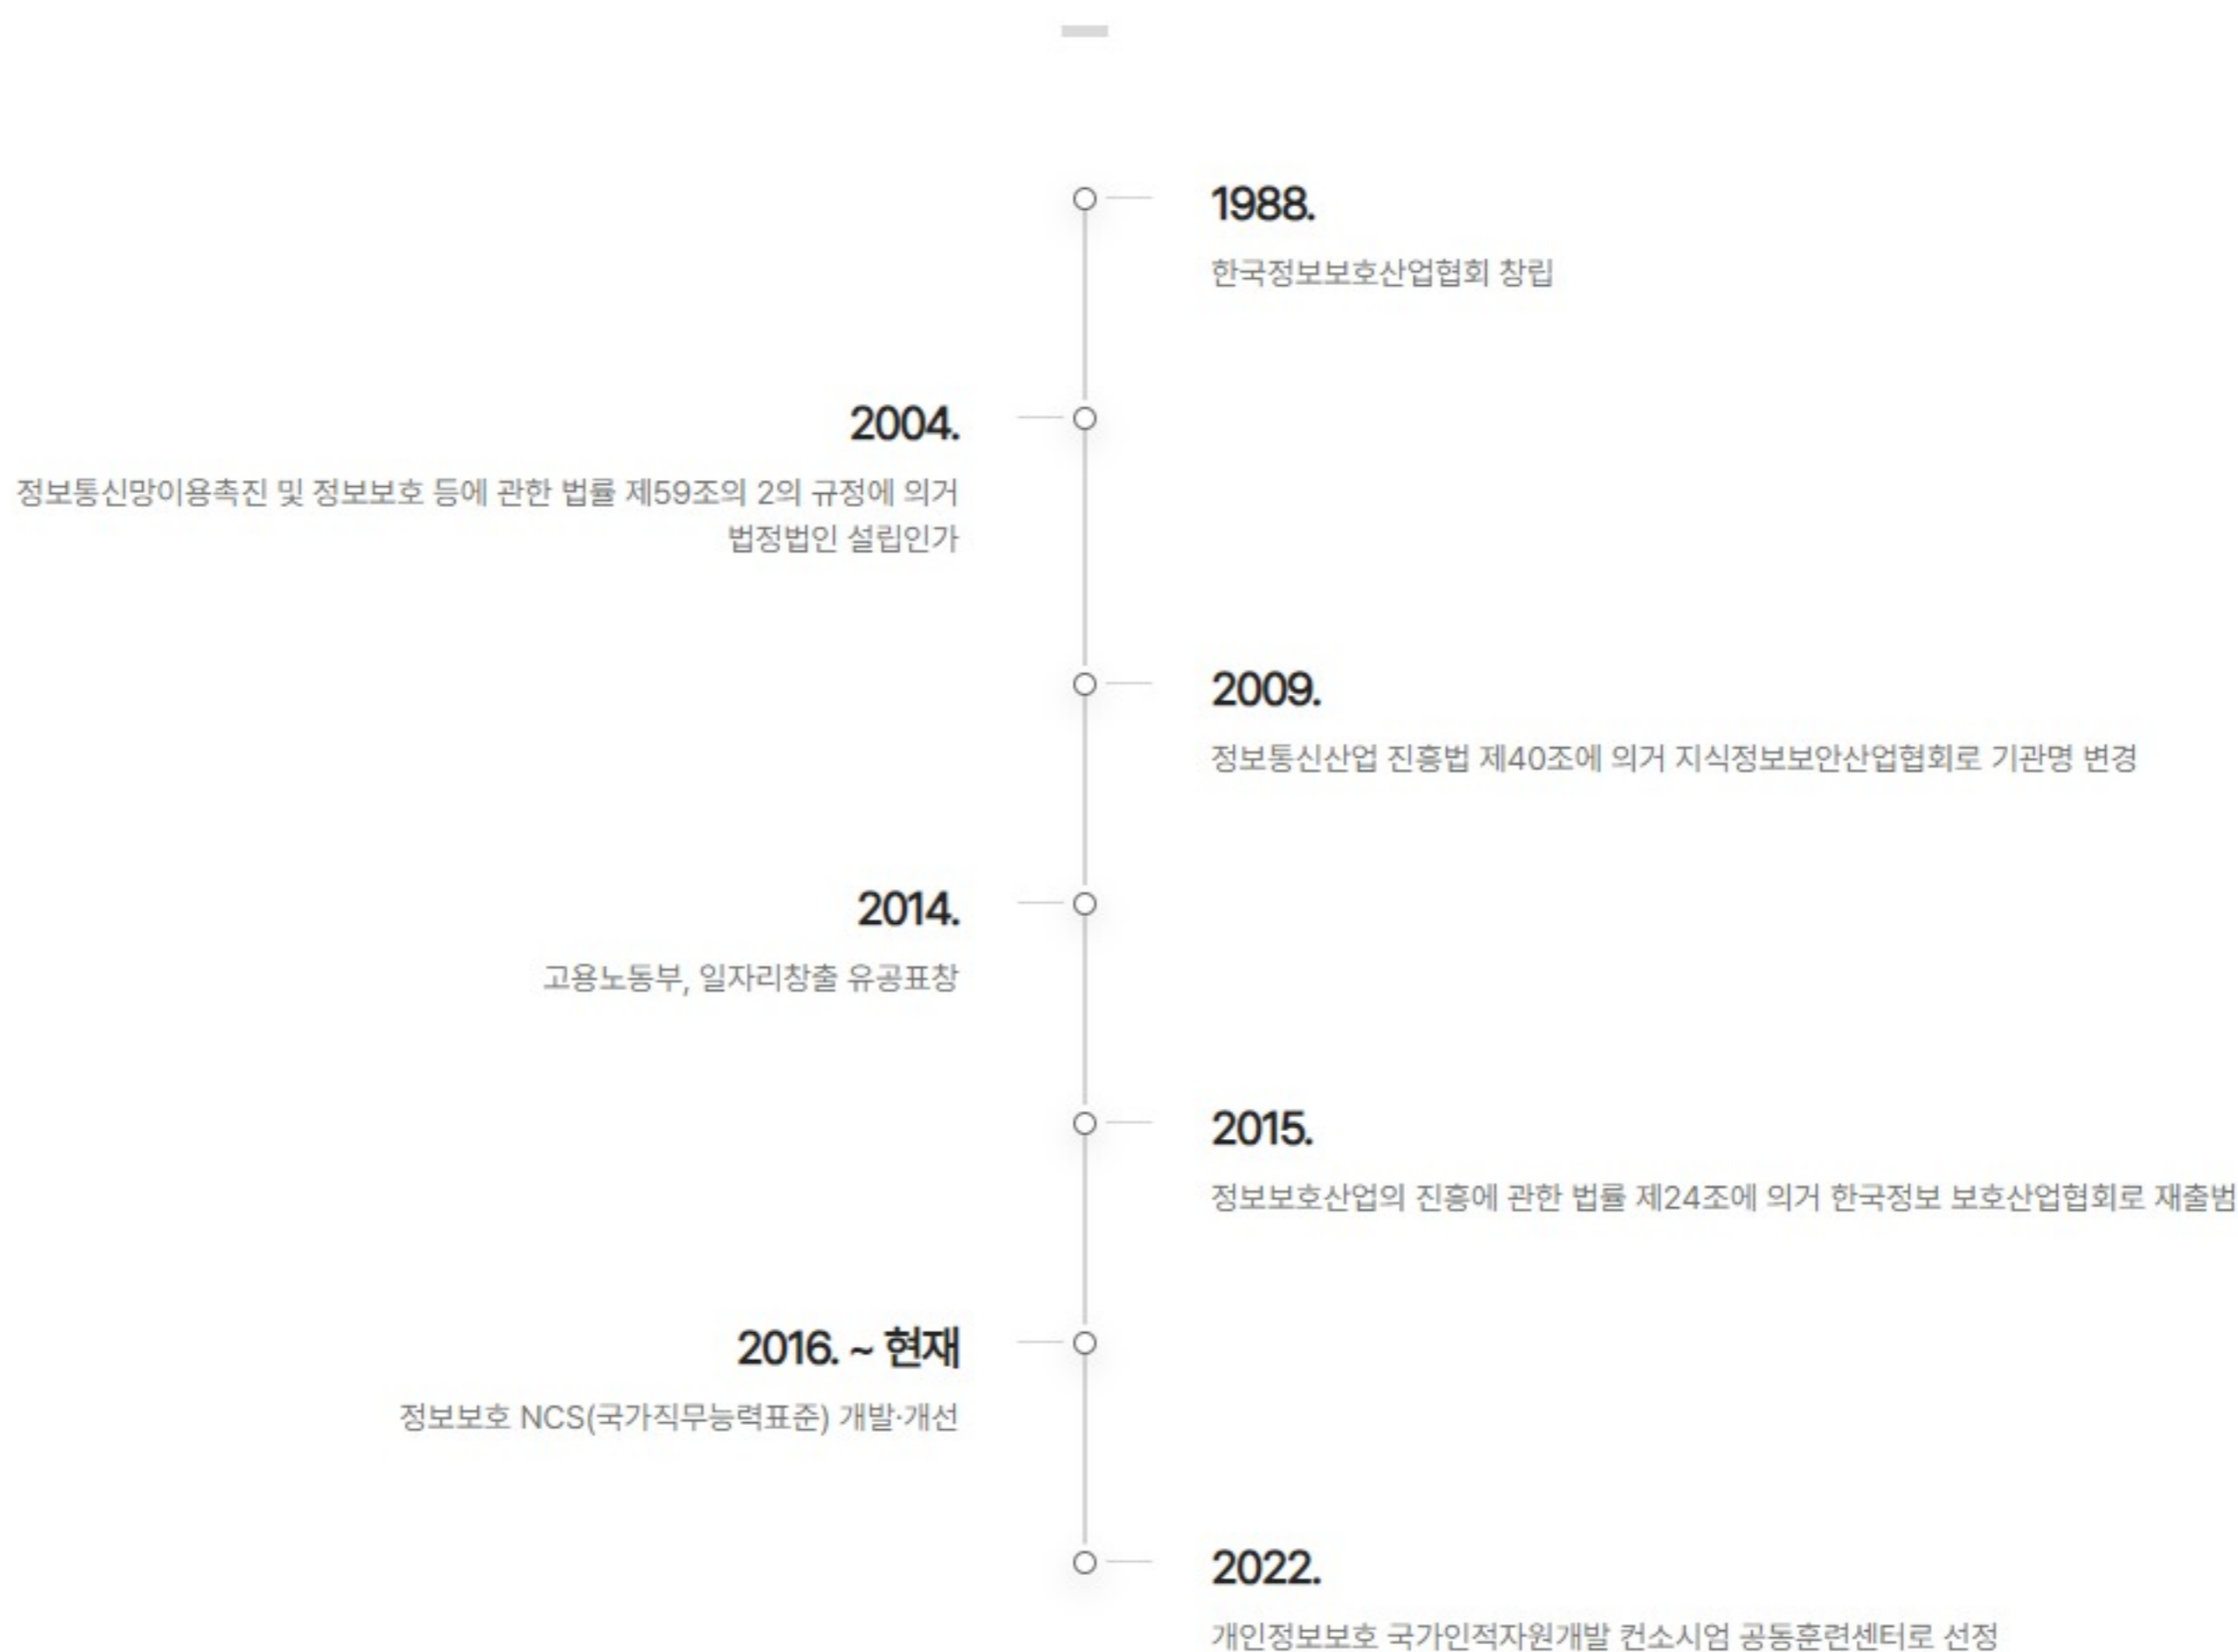 1988.
한국정보보호산업협회 창립
2004.
정보통신망이용촉진 및 정보보호 등에 관한 법률 제59조의 2의 규정에 의거
법정법인 설립인가
2009.
정보통신산업 진흥법 제40조에 의거 지식정보보안산업협회로 기관명 변경
2014.
고용노동부, 일자리창출 유공표창
2015.
정보보호산업의 진흥에 관한 법률 제24조에 의거 한국정보 보호산업협회로 재출범
2016. ~ 현재
정보보호 NCS(국가직무능력표준) 개발·개선
2022.
개인정보보호 국가인적자원개발 컨소시엄 공동훈련센터로 선정